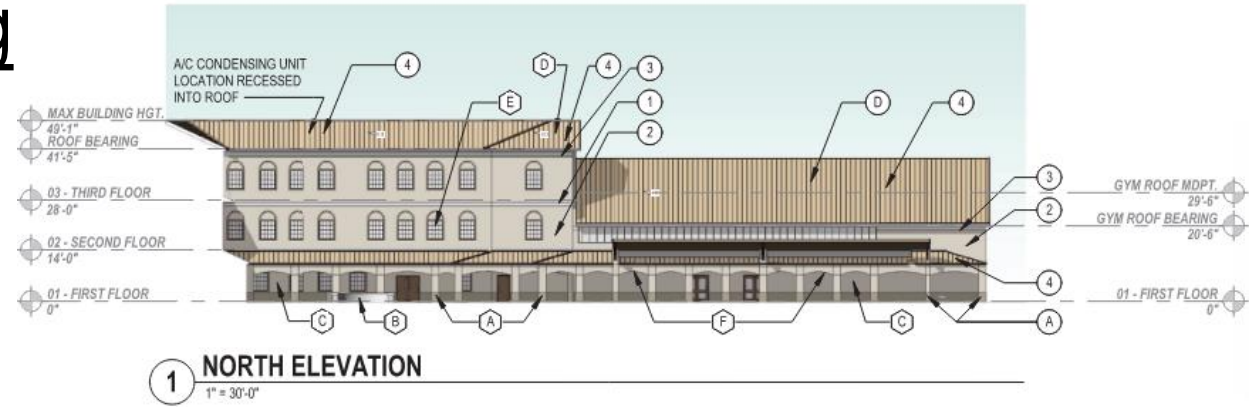 g
A/C CONDENSING UNIT
LOCATION RECESSED
INTO ROOF
4
D
4
3
E
1
2
D
4
MAX BUILDING HGT.
49'-1"
ROOF BEARING
41'-5"
03 - THIRD FLOOR
28'-0"
02 - SECOND FLOOR
14'-0"
01 - FIRST FLOOR
0"
3
2
GYM ROOF MDPT.
29'-6"
GYM ROOF BEARING
20'-6"
4
01 - FIRST FLOOR
0"
C
B
A
F
C
A
1
NORTH ELEVATION
1" = 30'-0"